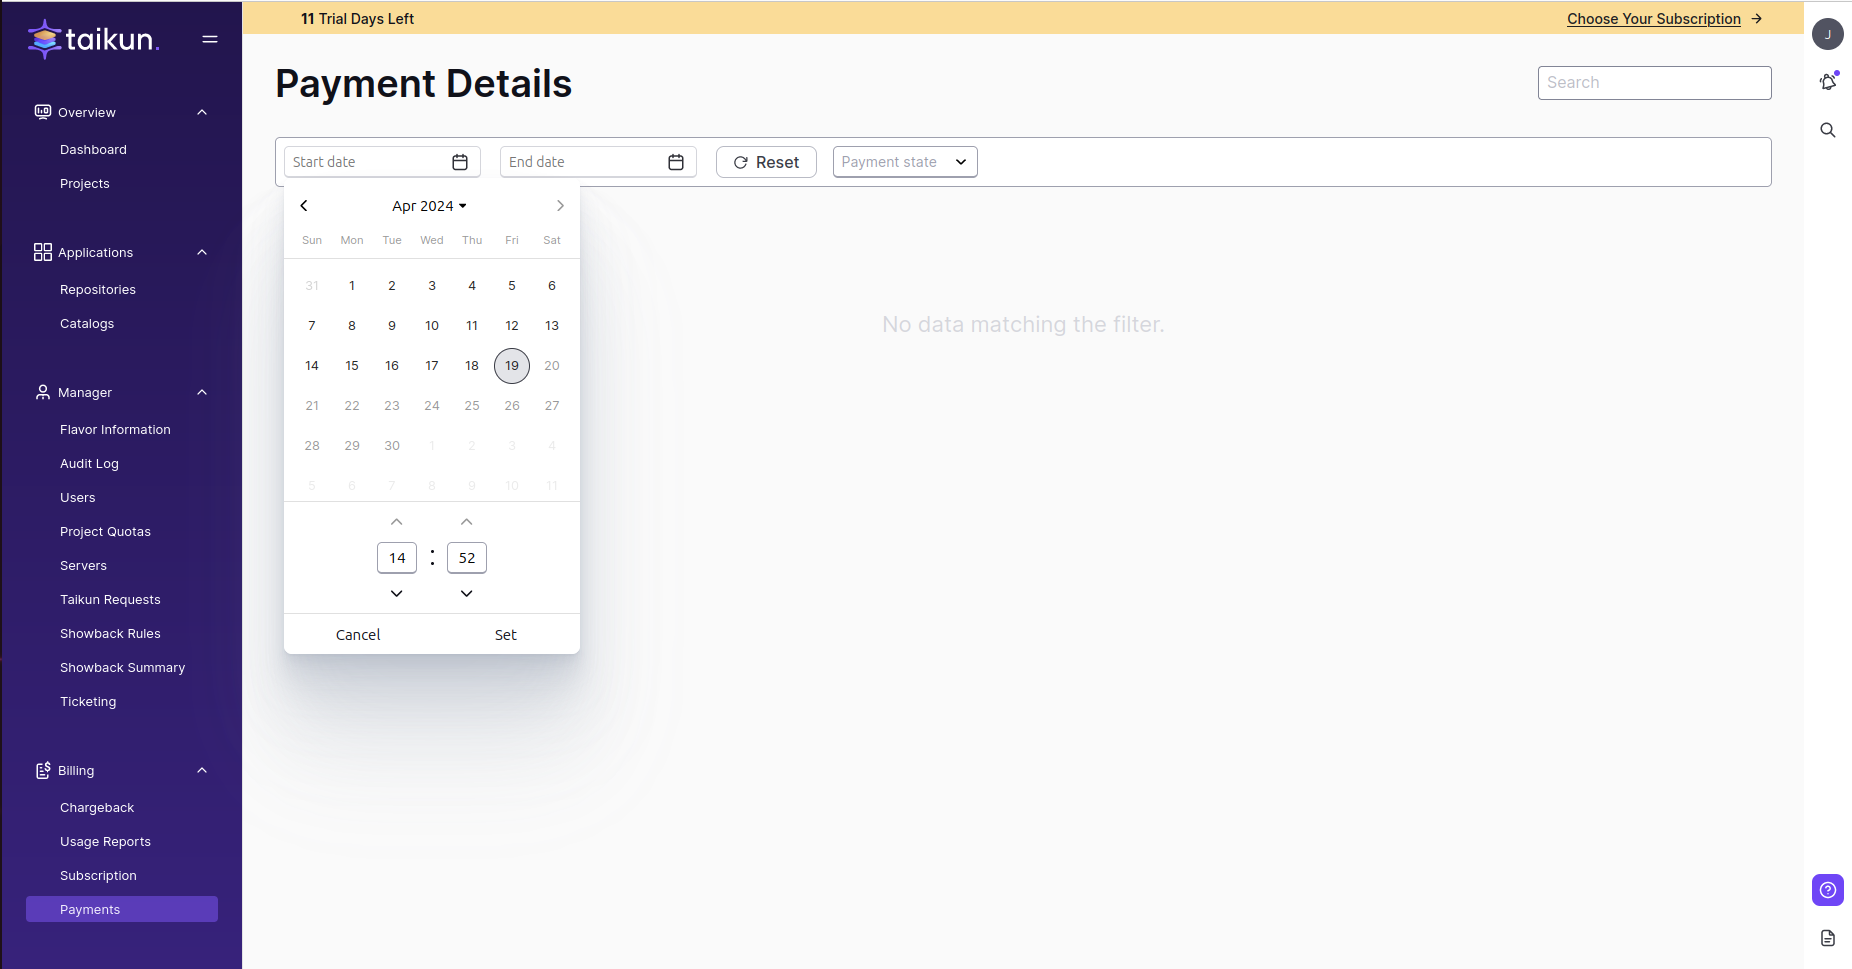 taikun.
Overview
Dashboard
Projects
Applications
Repositories
Catalogs
Manager
Flavor Information
Audit Log
Users
Project Quotas
Servers
Taikun Requests
Showback Rules
Showback Summary
Ticketing
Billing
Chargeback
Usage Reports
Subscription
Payments
11 Trial Days Left
Choose Your Subscription
J
Payment Details
Search
Start date
End date
Reset
Payment state
Apr 2024
Sun Mon Tue Wed Thu Fri Sat
31 1 2 3 4 5 6
7 8 9 10 11 12 13
14 15 16 17 18 19 20
21 22 23 24 25 26 27
28 29 30 1 2 3 4
5 6 7 8 9 10 11
14 : 52
Cancel Set
No data matching the filter.